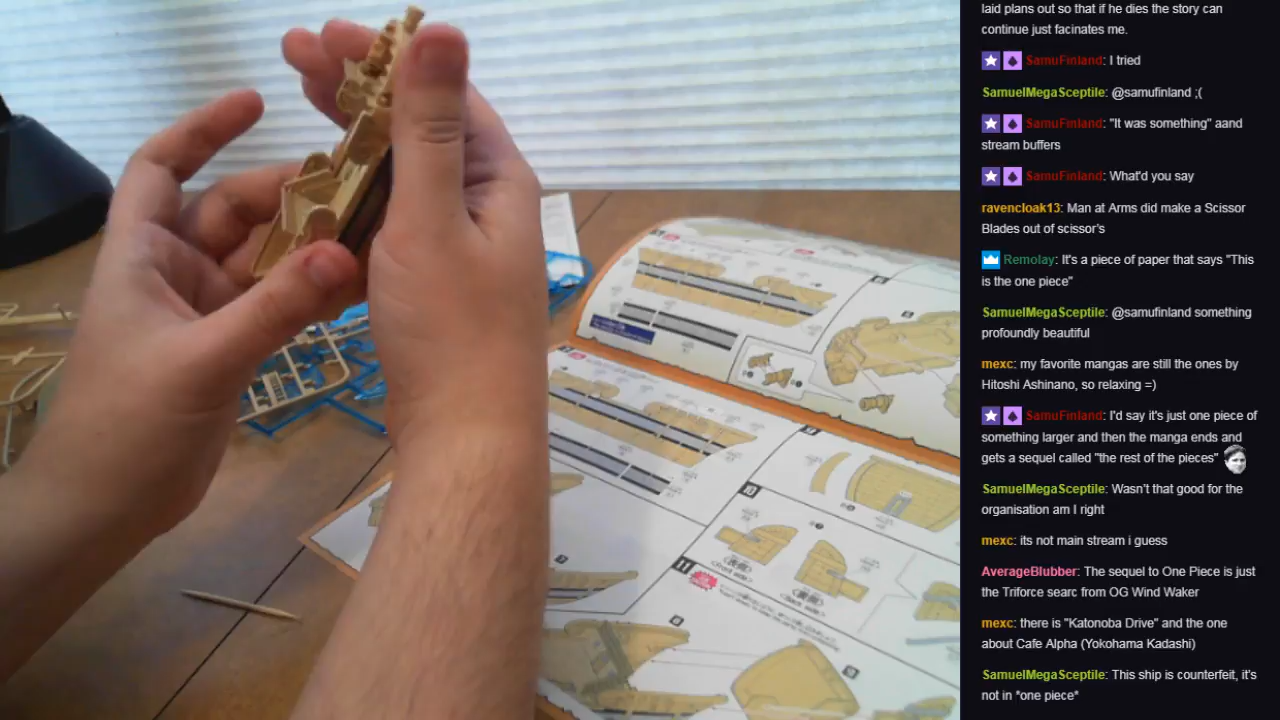 laid plans out so that if he dies the story can
continue just facinates me.
SamuFinland: I tried
SamuelMegaSceptile: @samufinland ;(
SamuFinland: "It was something" aand
stream buffers
SamuFinland: What'd you say
ravencloak13: Man at Arms did make a Scissor
Blades out of scissor's
Remolay: It's a piece of paper that says "This
is the one piece"
SamuelMegaSceptile: @samufinland something
profoundly beautiful
mexc: my favorite mangas are still the ones by
Hitoshi Ashinano, so relaxing =)
SamuFinland: I'd say it's just one piece of
something larger and then the manga ends and
gets a sequel called "the rest of the pieces"
SamuelMegaSceptile: Wasn't that good for the
organisation am I right
mexc: its not main stream i guess
AverageBlubber: The sequel to One Piece is just
the Triforce searc from OG Wind Waker
mexc: there is "Katonoba Drive" and the one
about Cafe Alpha (Yokohama Kadashi)
SamuelMegaSceptile: This ship is counterfeit, it's
not in *one piece*
10
11